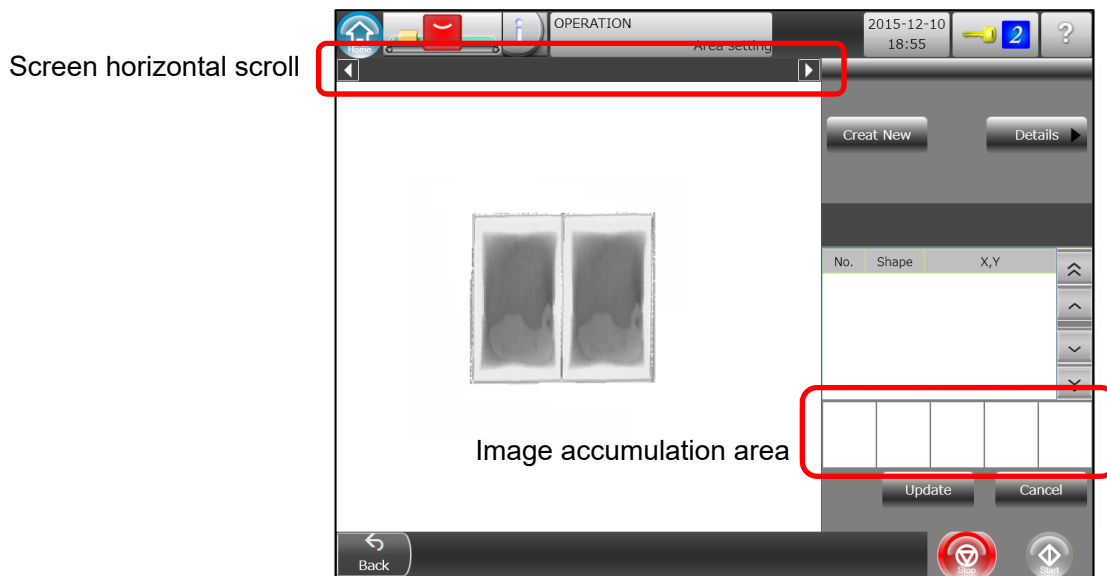 OPERATION
Area setting
2015-12-10
18:55
2
?
i
Home
Screen horizontal scroll
Creat New
Details
No. Shape X,Y
Image accumulation area
Update
Cancel
Back
Stop
Start